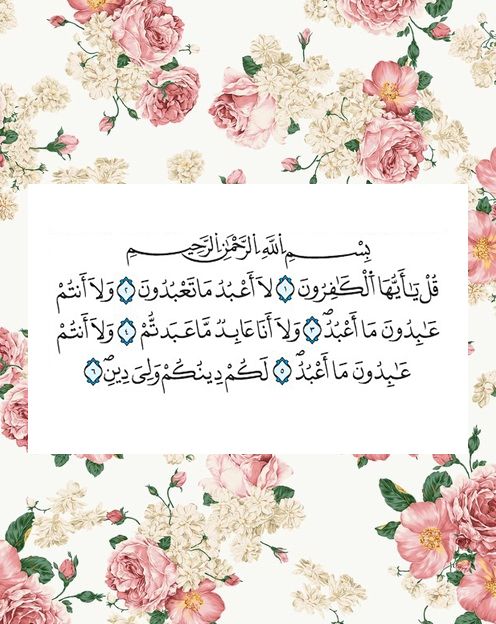 بِسْمِ اللَّهِ الرَّحْمَٰنِ الرَّحِيمِ
قُلْ يَٰٓأَيُّهَا ٱلْكَٰفِرُونَ ١ لَآ أَعْبُدُ مَا تَعْبُدُونَ ٢ وَلَآ أَنتُمْ
عَٰبِدُونَ مَآ أَعْبُدُ ٣ وَلَآ أَنَا۠ عَابِدٌ مَّا عَبَدتُّمْ ٤ وَلَآ أَنتُمْ
عَٰبِدُونَ مَآ أَعْبُدُ ٥ لَكُمْ دِينُكُمْ وَلِىَ دِينِ ٦